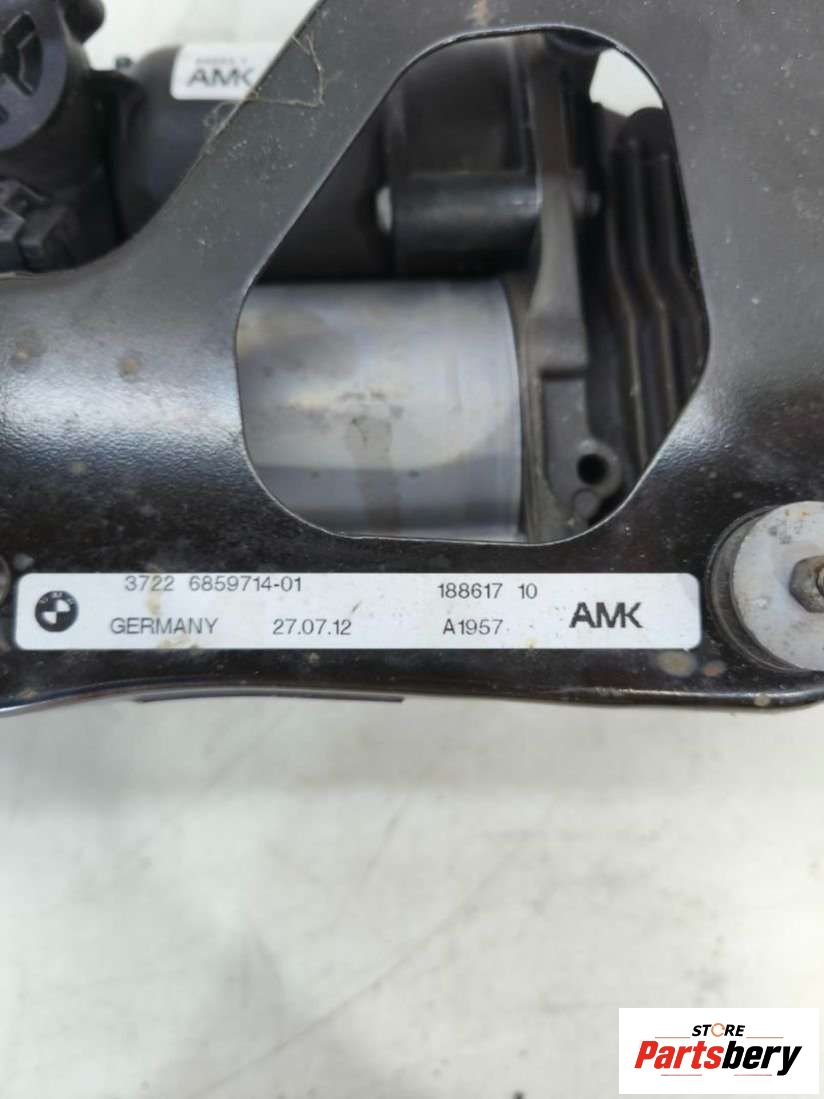 AMK
3722 6859714-01 188617 10
GERMANY 27.07.12 A1957 AMK
STORE
Partsbery